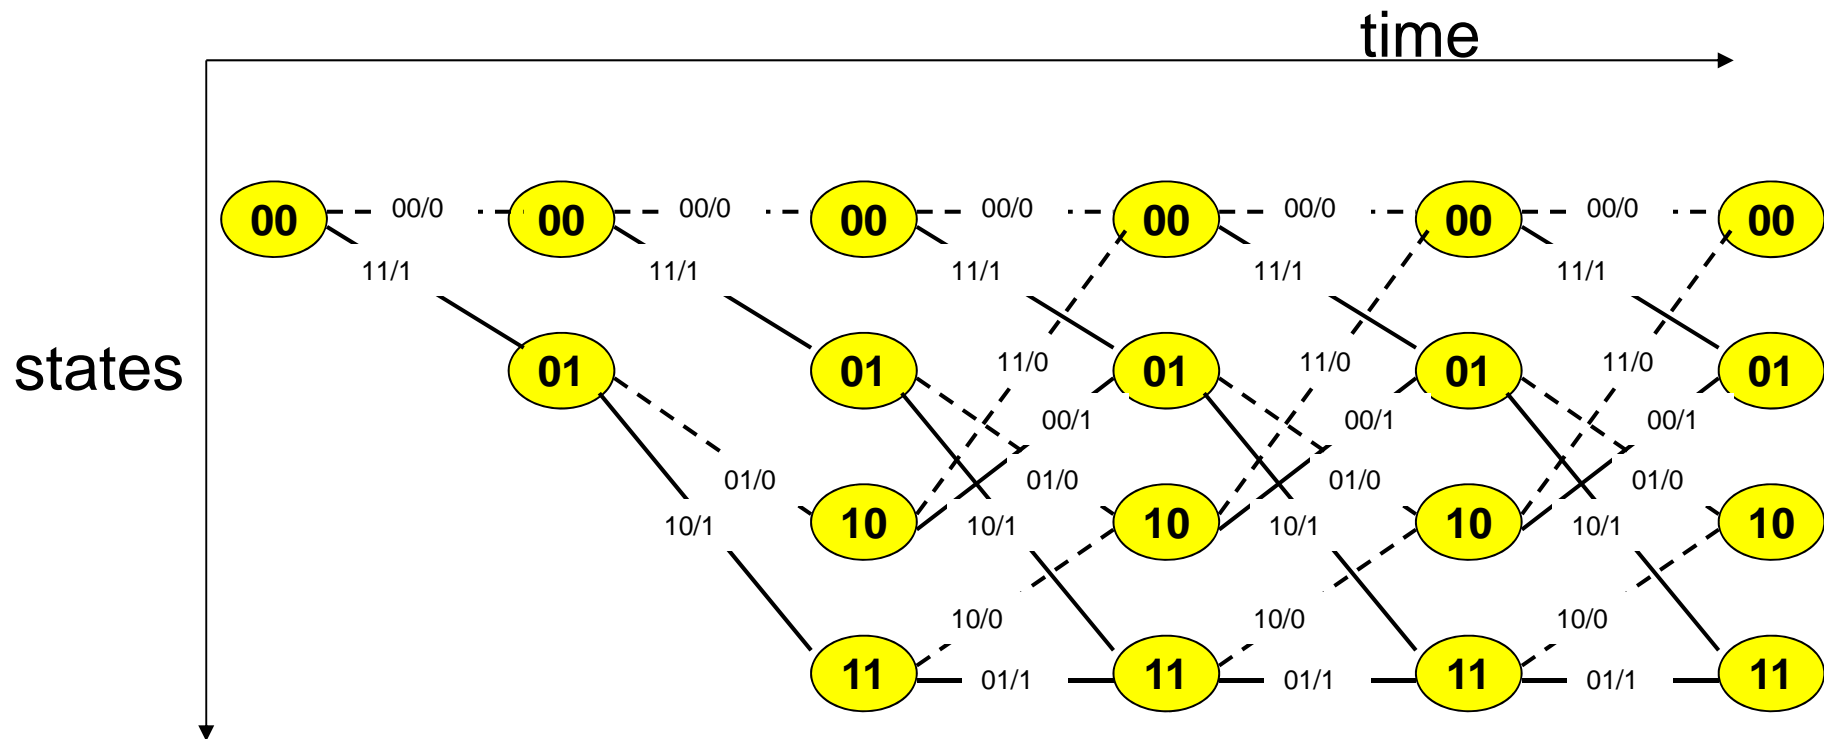 time
00/0 00/0 00/0 00/0 00/0
00 00 00 00 00 00
11/1 11/1 11/1 11/1 11/1
11/0 11/0 11/0
states 01 01 01 01 01
00/1 00/1 00/1
01/0 01/0 01/0 01/0
10 10 10 10
10/1 10/1 10/1 10/1
10/0 10/0 10/0
11 11 11 11
01/1 01/1 01/1